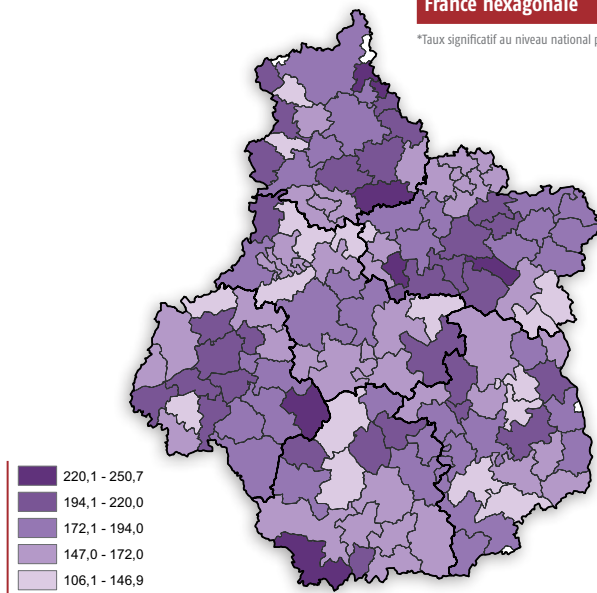 France hexagonale
*Taux significatif au niveau national p
220,1 - 250,7
194,1 - 220,0
172,1 - 194,0
147,0 - 172,0
106,1 - 146,9